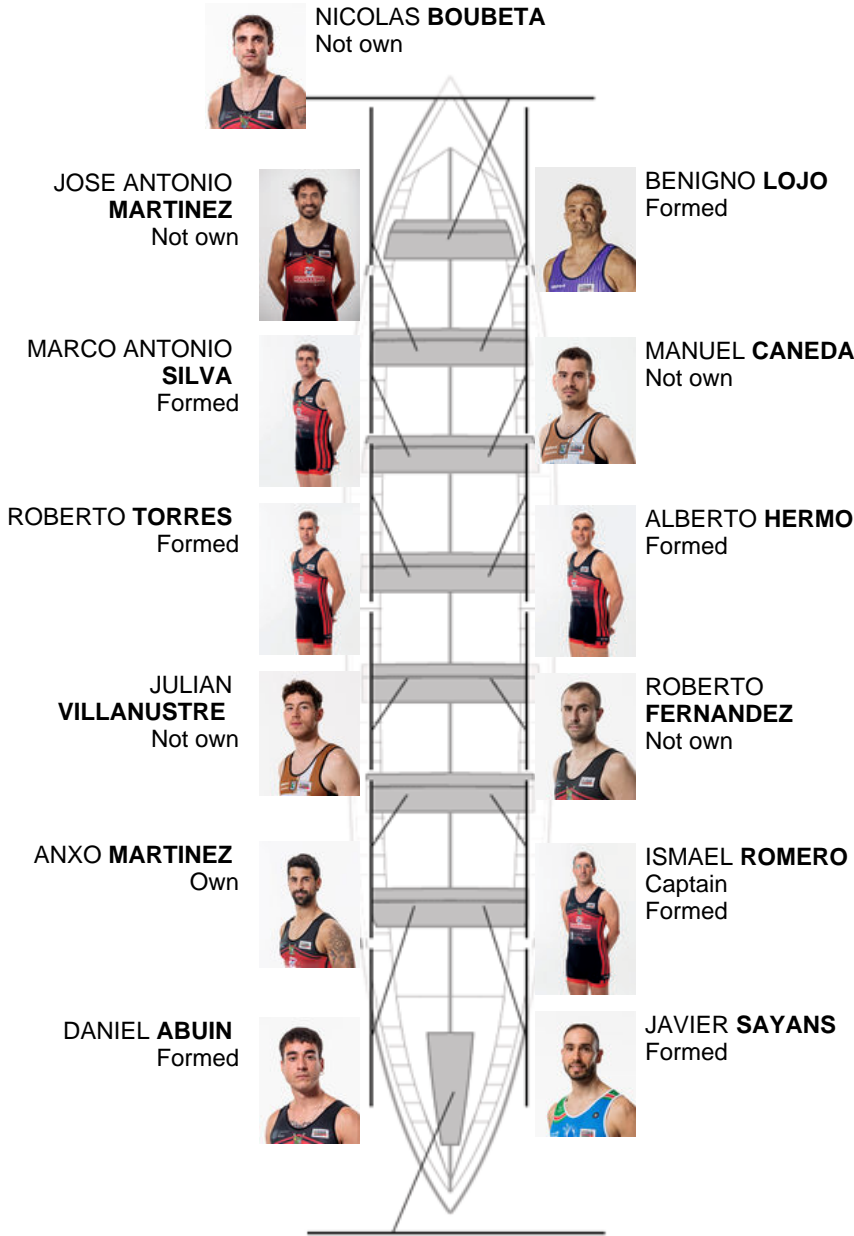 NICOLAS BOUBETA
Not own
JOSE ANTONIO
MARTINEZ
Not own
BENIGNO LOJO
Formed
MARCO ANTONIO
SILVA
Formed
MANUEL CANEDA
Not own
ROBERTO TORRES
Formed
ALBERTO HERMO
Formed
JULIAN
VILLANUSTRE
Not own
ROBERTO
FERNANDEZ
Not own
ANXO MARTINEZ
Own
ISMAEL ROMERO
Captain
Formed
DANIEL ABUIN
Formed
JAVIER SAYANS
Formed